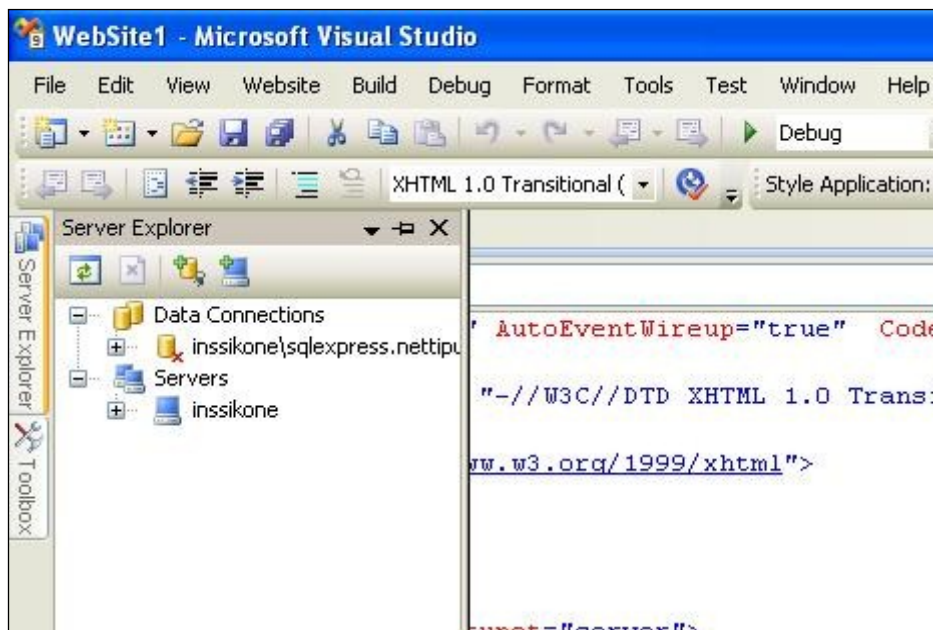 WebSite1 - Microsoft Visual Studio
File Edit View Website Build Debug Format Tools Test Window Help
Debug
XHTML 1.0 Transitional ( Style Application:
Server Explorer
Server Explorer
Toolbox
Data Connections
inssikone\sqlexpress.nettipu
Servers
inssikone
" AutoEventWireup="true" Code
"-//W3C//DTD XHTML 1.0 Transi
ww.w3.org/1999/xhtml">
="server">